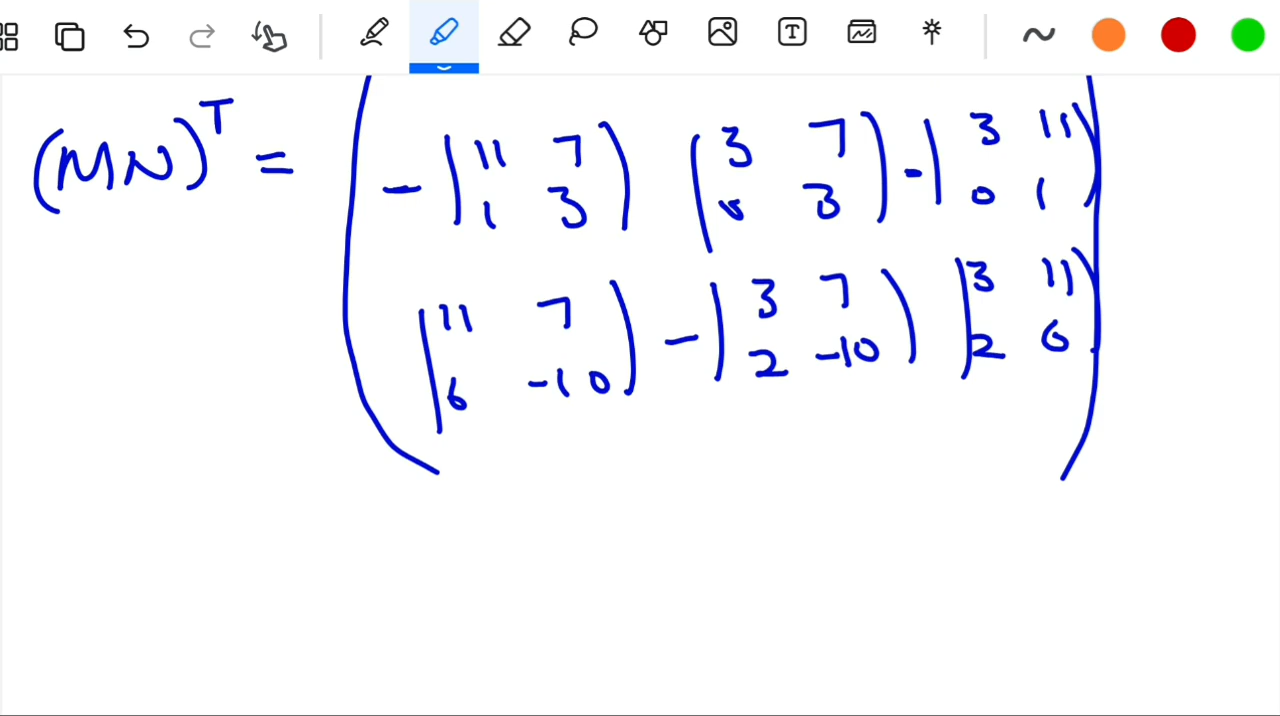 (MN)^T = ( -|11 7| |3 7| -|3 11|
1 3 0 3 0 1
|11 7| -|3 7| |3 11|
6 -10 2 -10 2 6 )